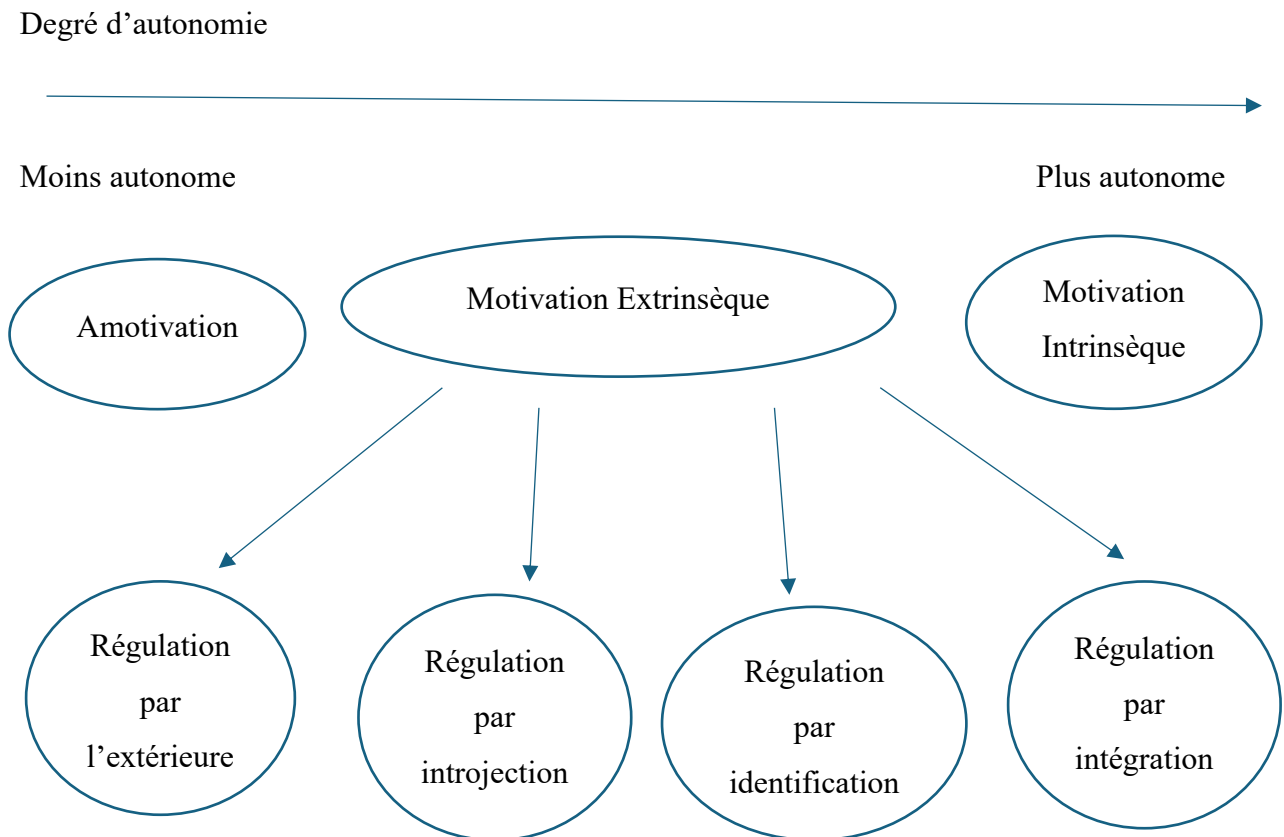 Degré d’autonomie
Moins autonome
Plus autonome
Amotivation
Motivation Extrinsèque
Motivation
Intrinsèque
Régulation
par
l’extérieure
Régulation
par
introjection
Régulation
par
identification
Régulation
par
intégration